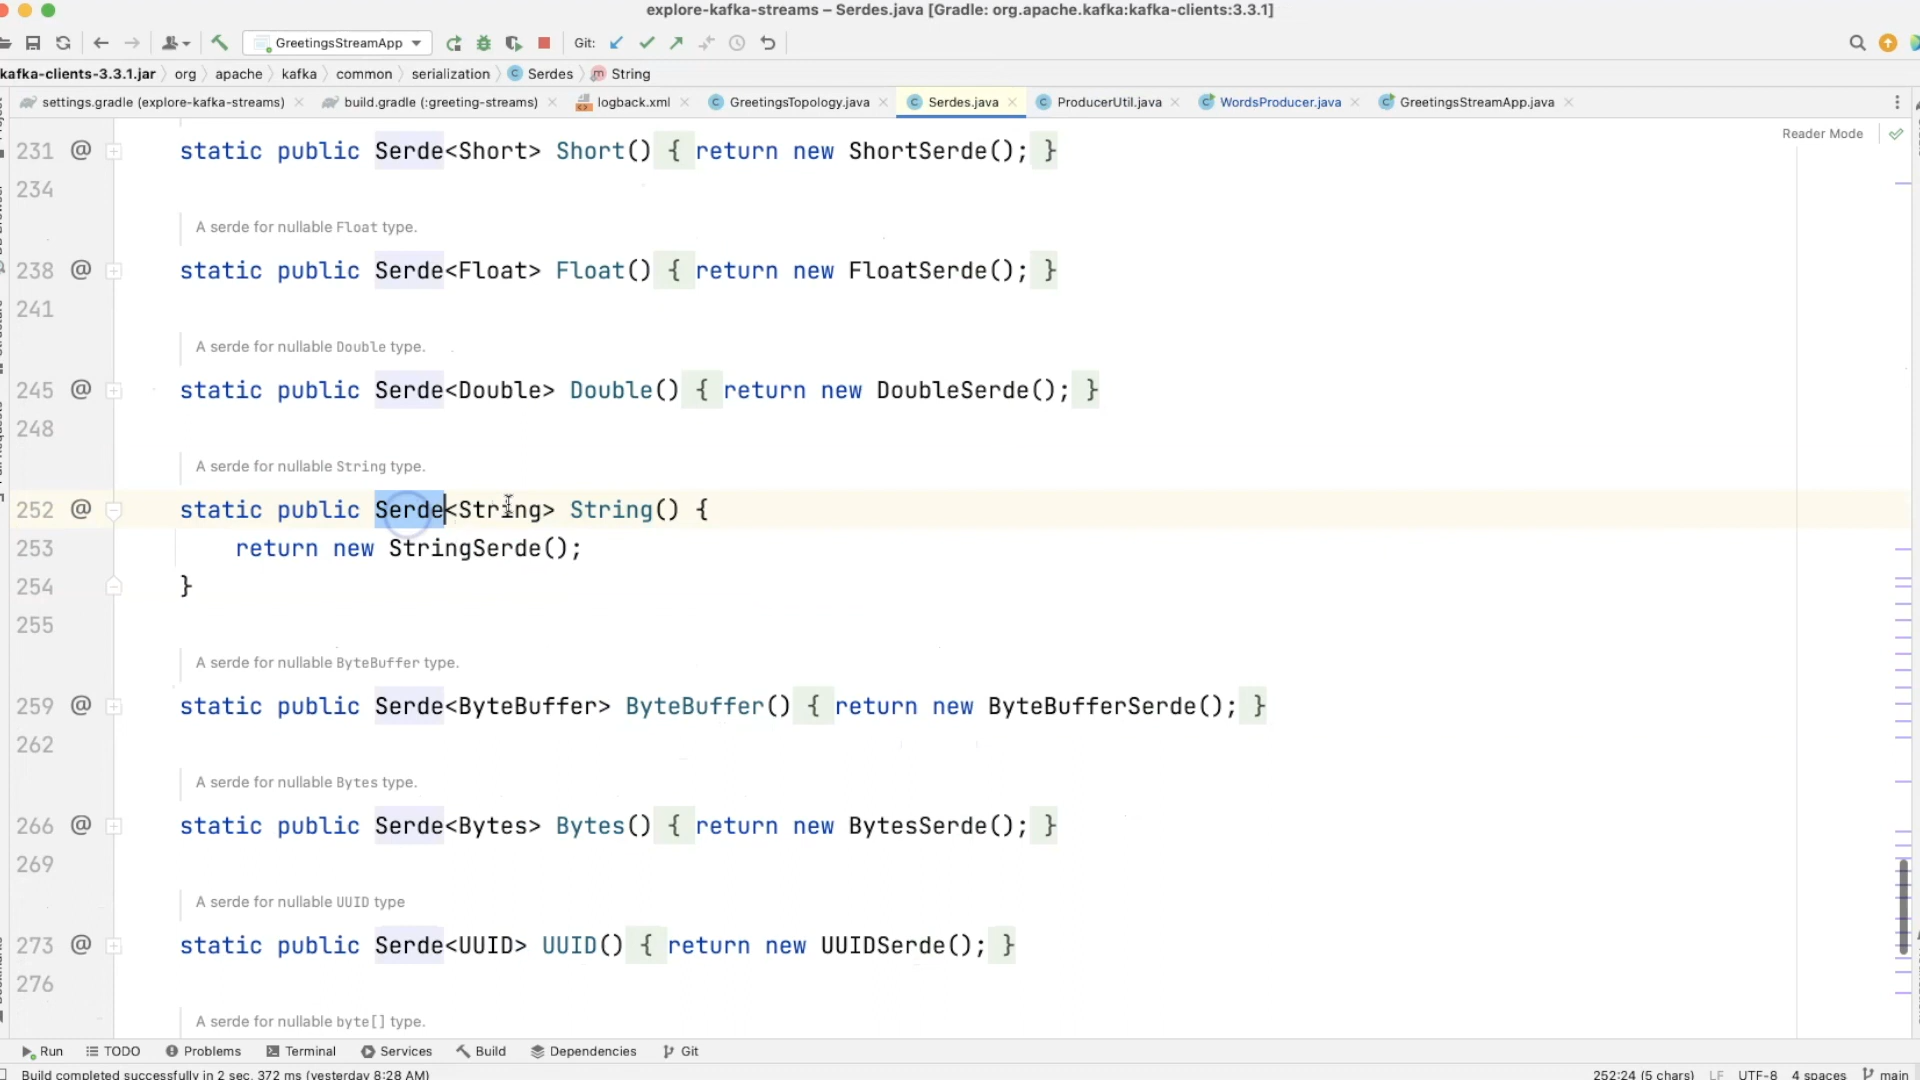 explore-kafka-streams – Serdes.java [Gradle: org.apache.kafka:kafka-clients:3.3.1]
GreetingsStreamApp Git:
kafka-clients-3.3.1.jar org apache kafka common serialization Serdes String
settings.gradle (explore-kafka-streams) build.gradle (:greeting-streams) logback.xml GreetingsTopology.java Serdes.java ProducerUtil.java WordsProducer.java GreetingsStreamApp.java
Reader Mode
231 @ static public Serde<Short> Short() { return new ShortSerde(); }
234
A serde for nullable Float type.
238 @ static public Serde<Float> Float() { return new FloatSerde(); }
241
A serde for nullable Double type.
245 @ static public Serde<Double> Double() { return new DoubleSerde(); }
248
A serde for nullable String type.
252 @ static public Serde<String> String() {
253 return new StringSerde();
254 }
255
A serde for nullable ByteBuffer type.
259 @ static public Serde<ByteBuffer> ByteBuffer() { return new ByteBufferSerde(); }
262
A serde for nullable Bytes type.
266 @ static public Serde<Bytes> Bytes() { return new BytesSerde(); }
269
A serde for nullable UUID type
273 @ static public Serde<UUID> UUID() { return new UUIDSerde(); }
276
A serde for nullable byte[] type.
Run TODO Problems Terminal Services Build Dependencies Git
Build completed successfully in 2 sec, 372 ms (yesterday 8:28 AM) 252:24 (5 chars) LF UTF-8 4 spaces main